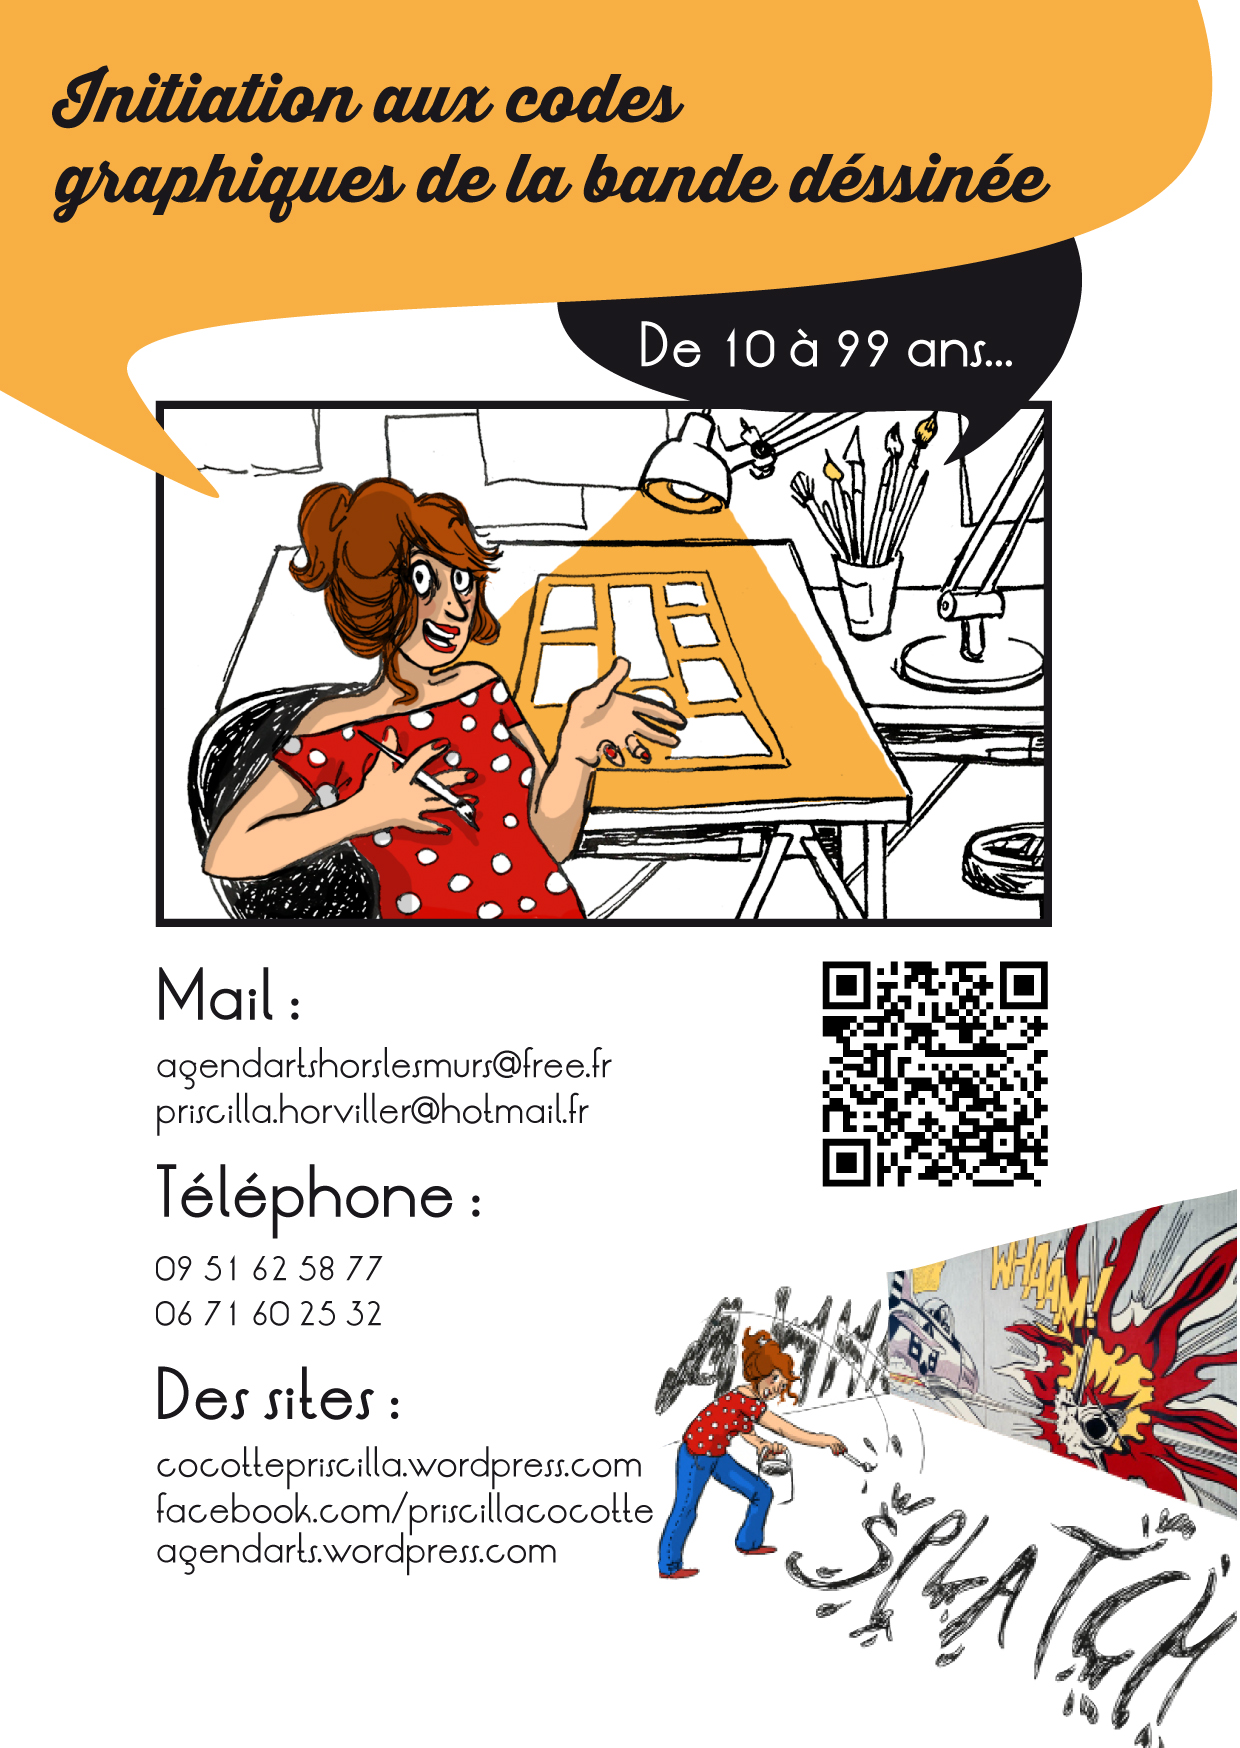 Initiation aux codes
graphiques de la bande déssinée
De 10 à 99 ans...
Mail :
agendartshorslesmurs@free.fr
priscilla.horviller@hotmail.fr
Téléphone :
09 51 62 58 77
06 71 60 25 32
Des sites :
cocottepriscilla.wordpress.com
facebook.com/priscillacocotte
agendarts.wordpress.com
WHAAM!
SPLATCH